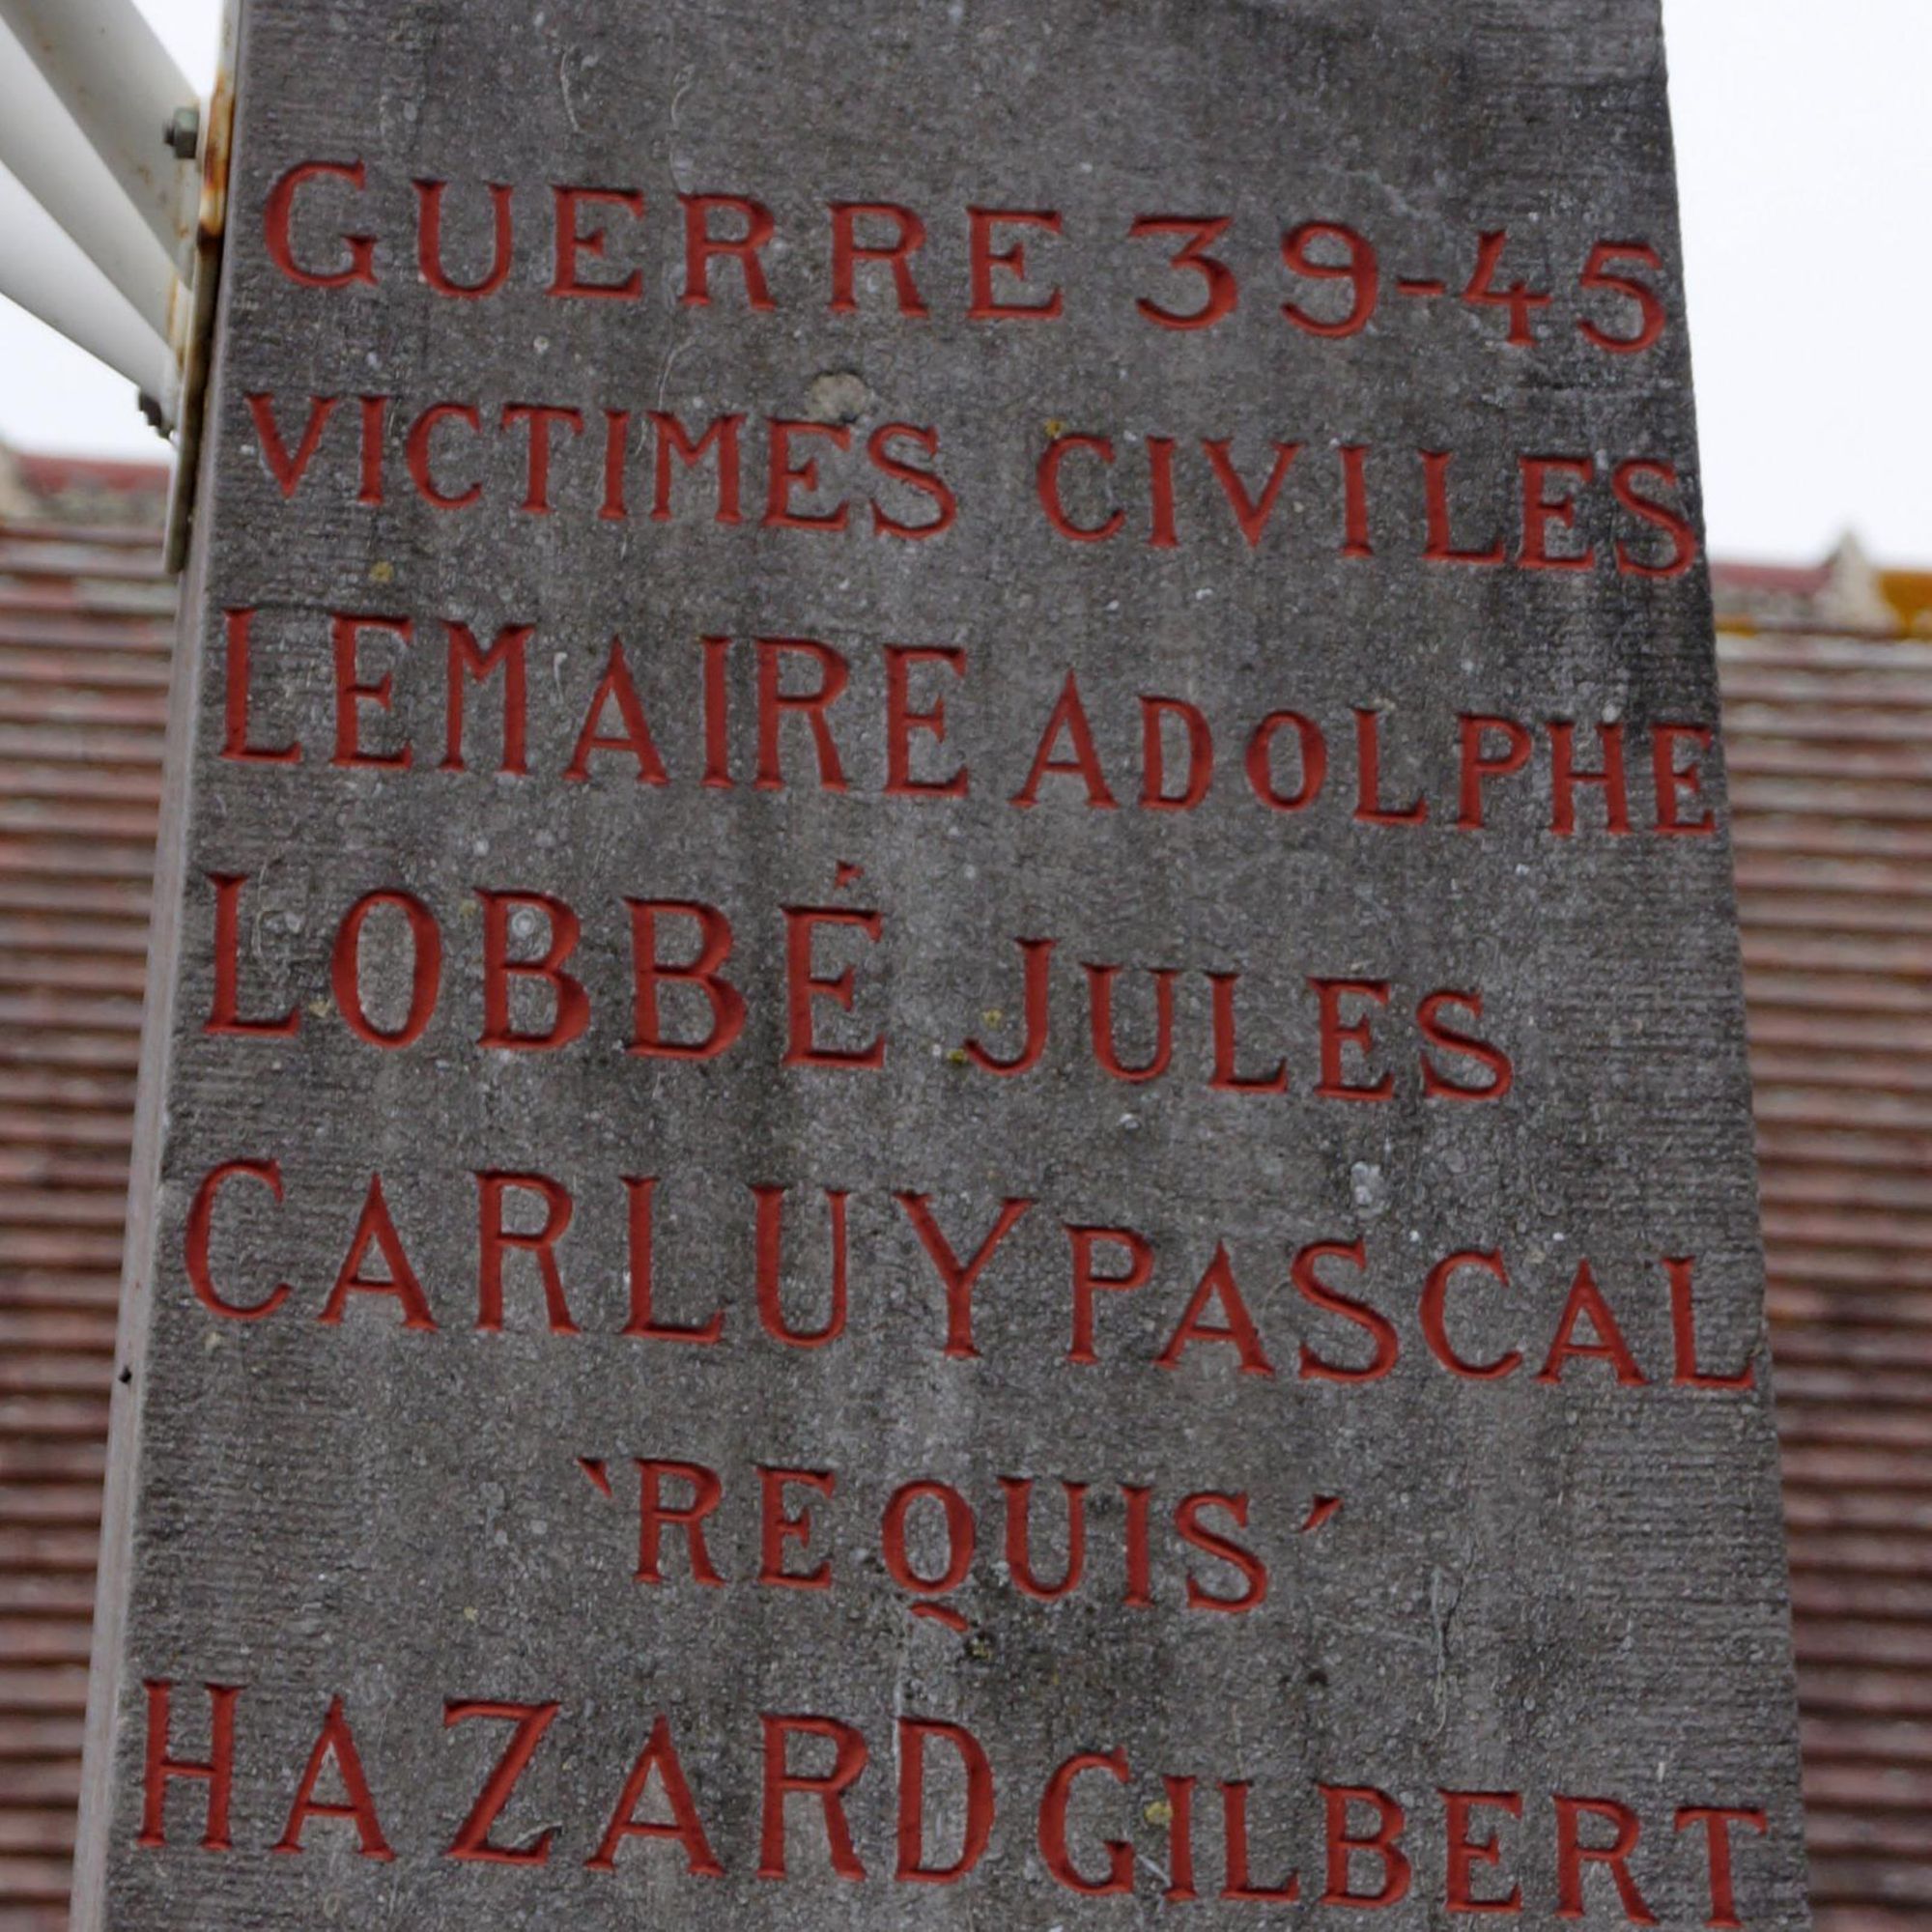 GUERRE 39-45
VICTIMES CIVILES
LEMAIRE ADOLPHE
LOBBÉ JULES
CARLUY PASCAL
‵REQUIS′
HAZARD GILBERT